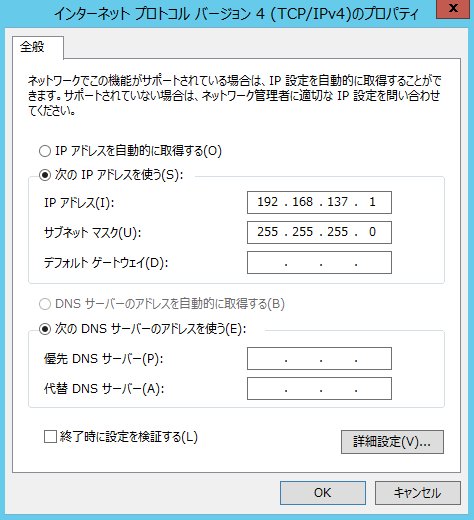 インターネット プロトコル バージョン 4 (TCP/IPv4)のプロパティ
x
全般
ネットワークでこの機能がサポートされている場合は、IP 設定を自動的に取得することがで
きます。サポートされていない場合は、ネットワーク管理者に適切な IP 設定を問い合わせ
てください。
IP アドレスを自動的に取得する(O)
次の IP アドレスを使う(S):
IP アドレス(I): 192 . 168 . 137 . 1
サブネット マスク(U): 255 . 255 . 255 . 0
デフォルト ゲートウェイ(D): . . .
DNS サーバーのアドレスを自動的に取得する(B)
次の DNS サーバーのアドレスを使う(E):
優先 DNS サーバー(P): . . .
代替 DNS サーバー(A): . . .
終了時に設定を検証する(L)
詳細設定(V)...
OK キャンセル